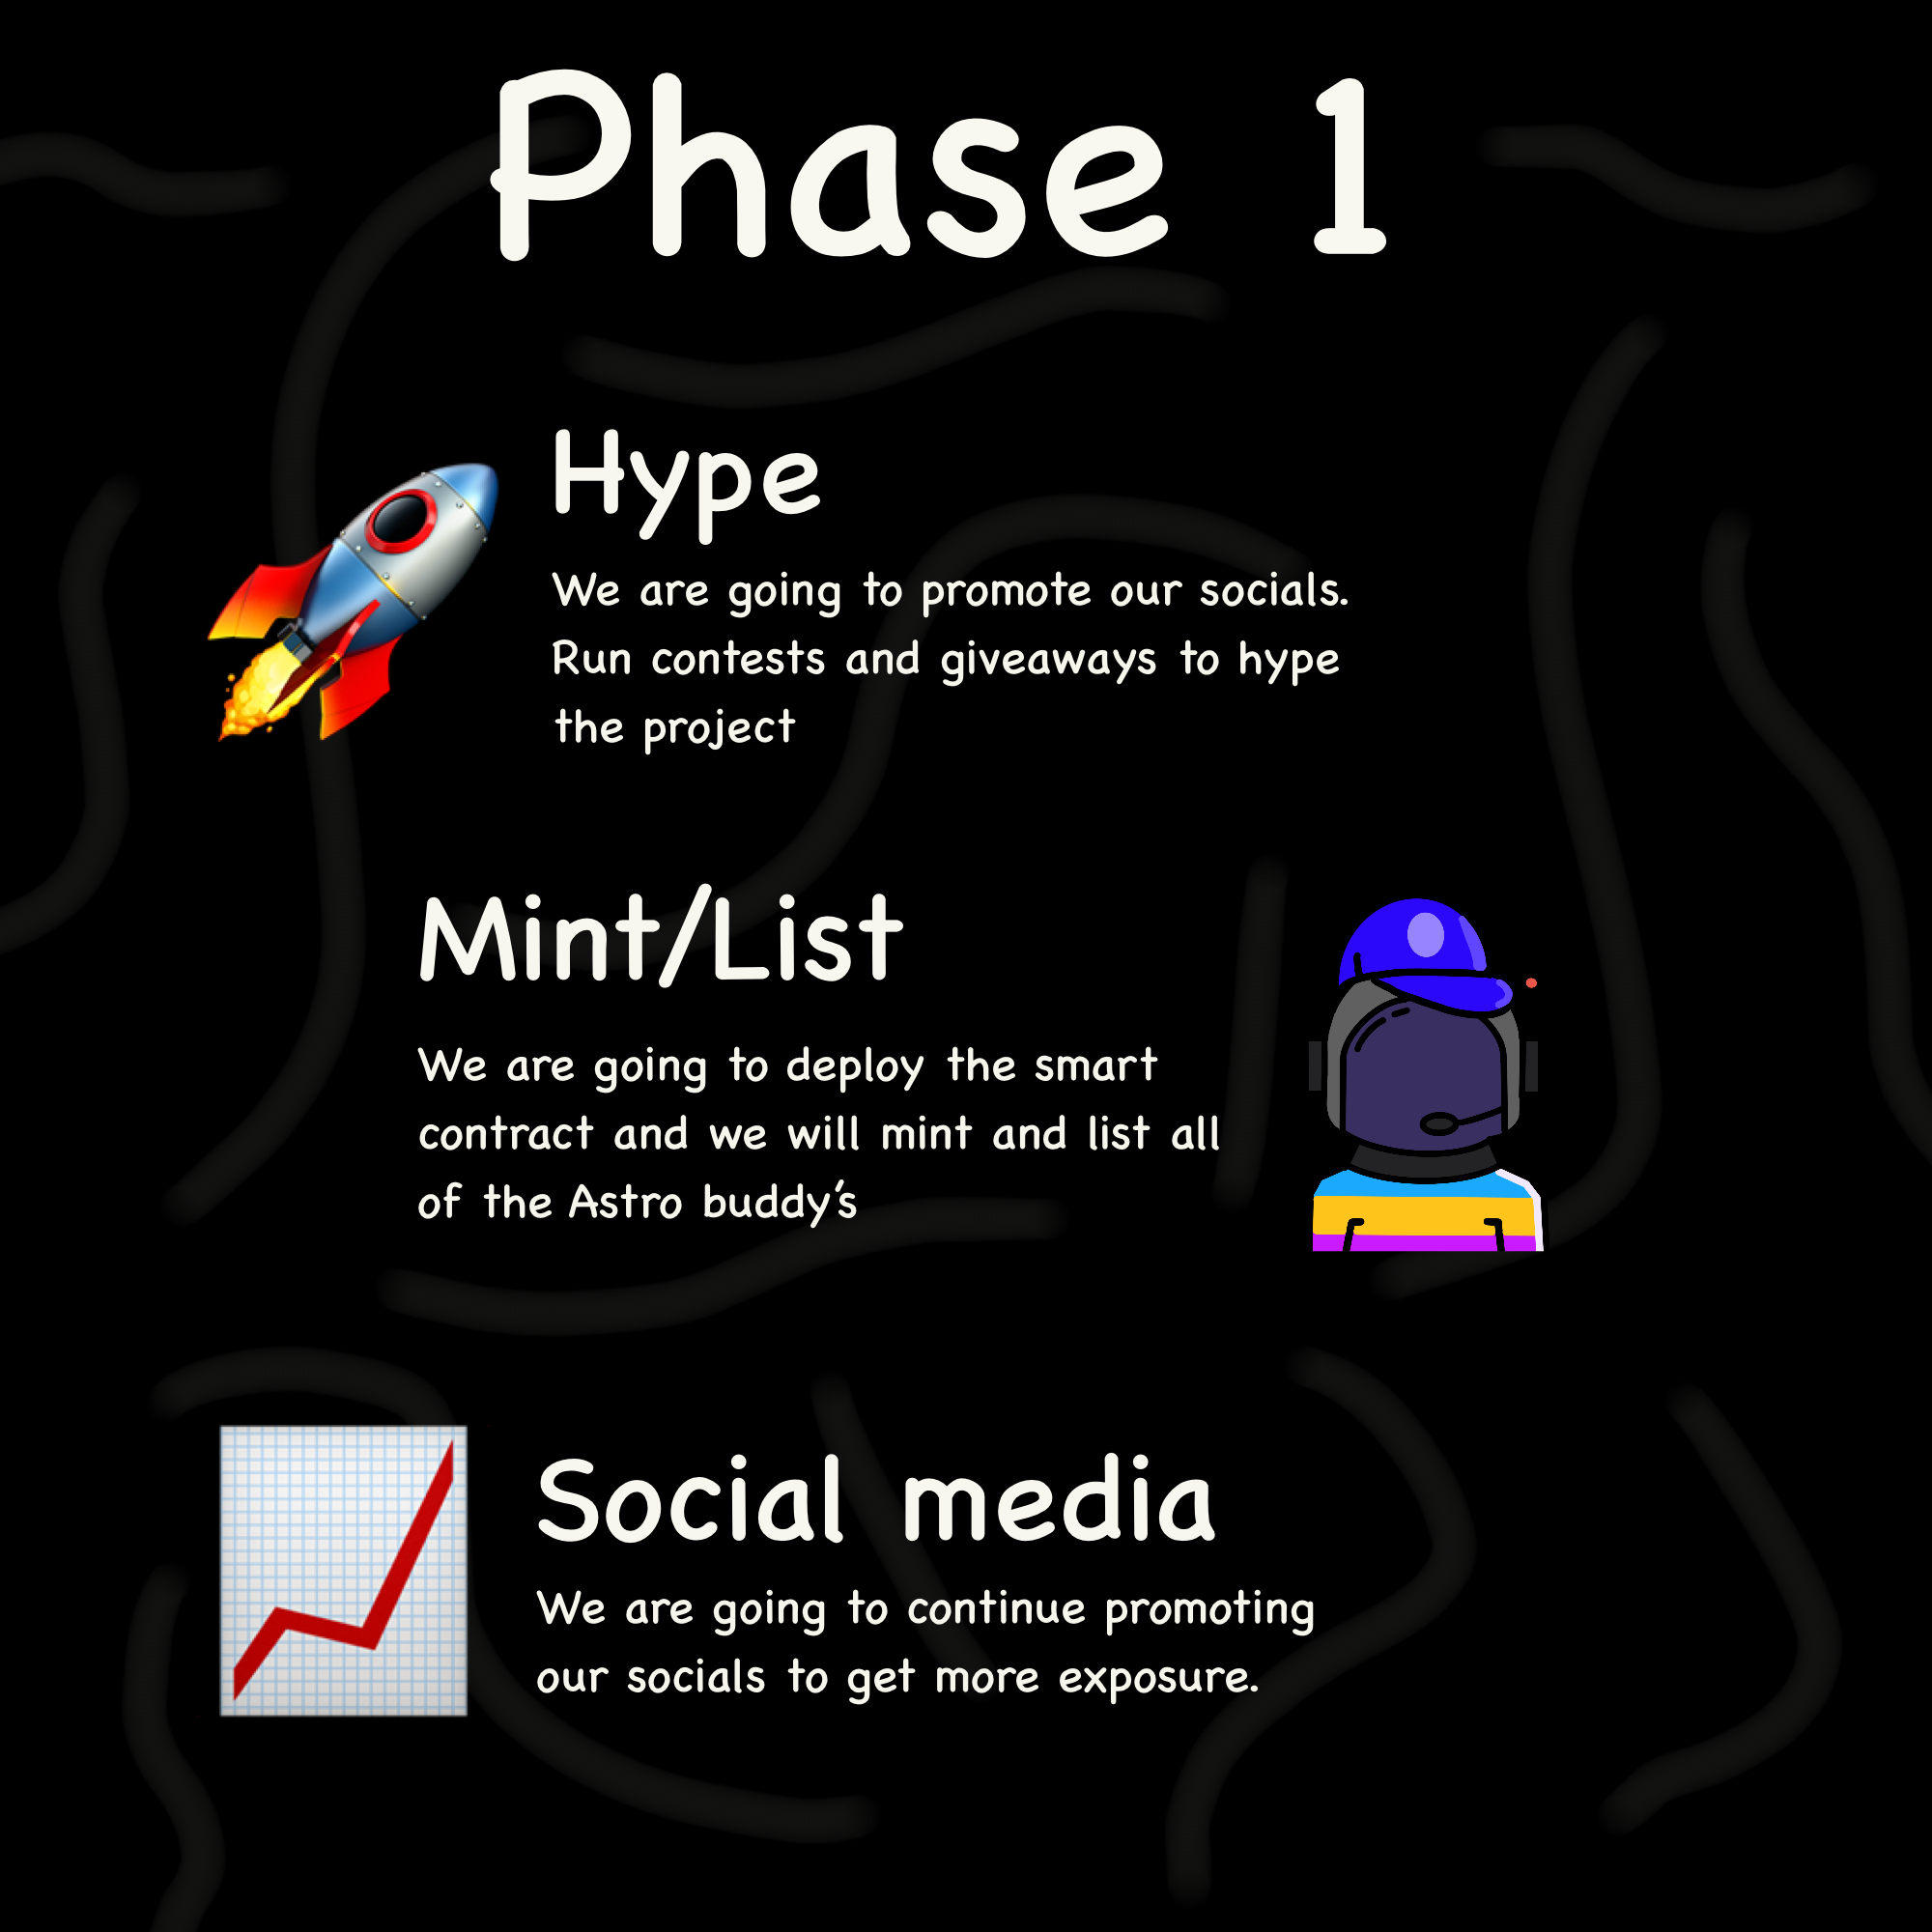 Phase 1
Hype
We are going to promote our socials.
Run contests and giveaways to hype
the project
Mint/List
We are going to deploy the smart
contract and we will mint and list all
of the Astro buddy's
Social media
We are going to continue promoting
our socials to get more exposure.